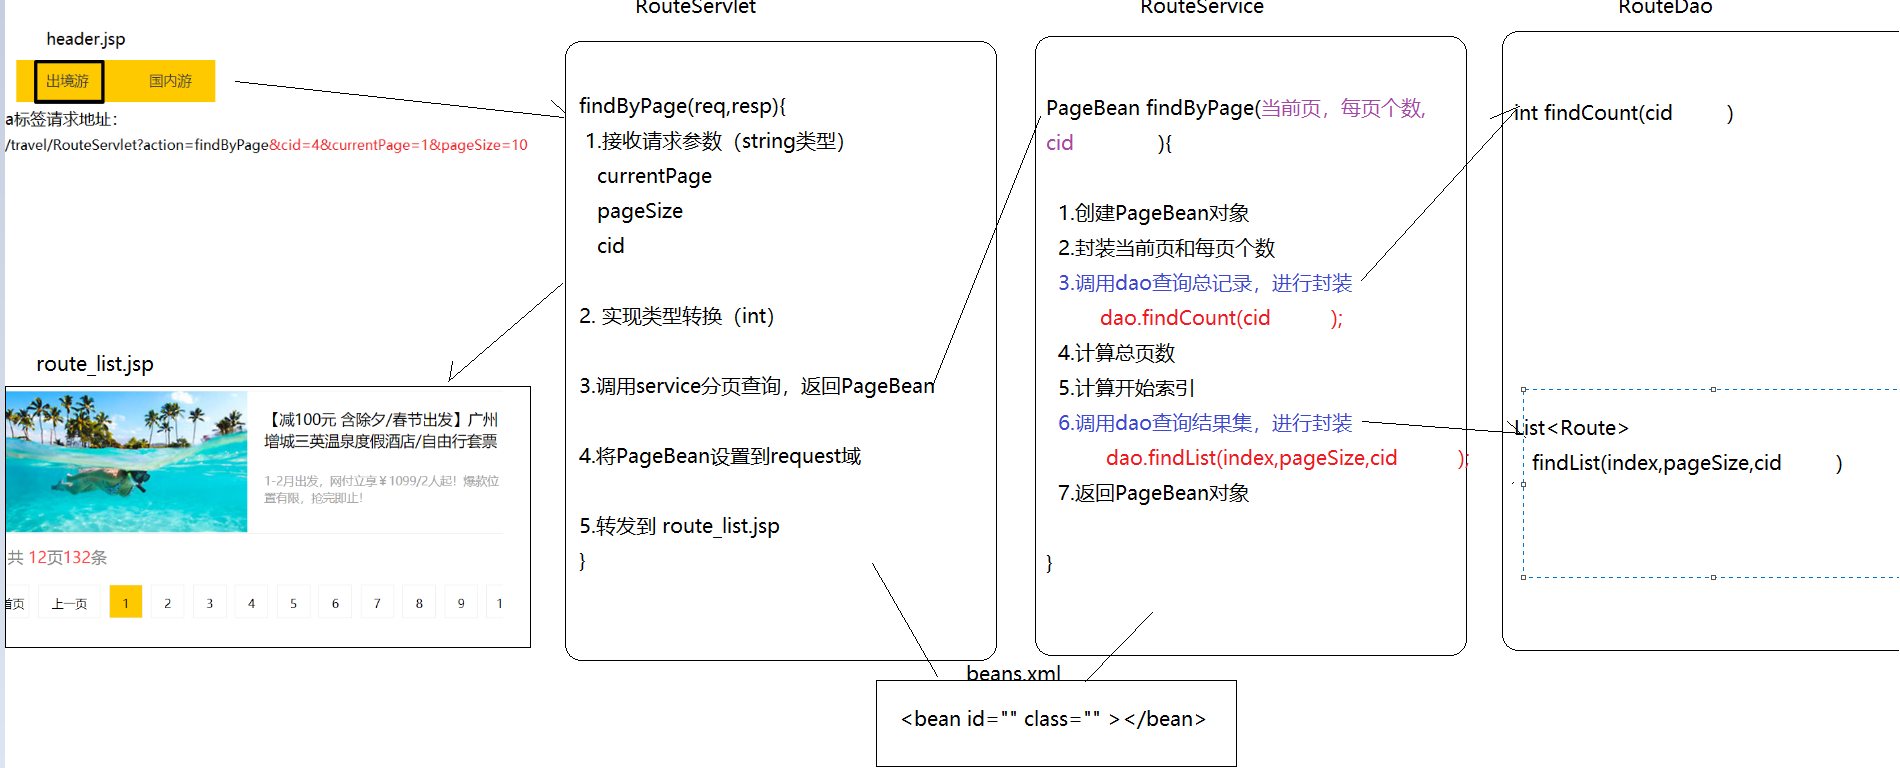 RouteServlet
RouteService
RouteDao
header.jsp
出境游 国内游
a标签请求地址：
/travel/RouteServlet?action=findByPage&cid=4&currentPage=1&pageSize=10
route_list.jsp
【减100元 含除夕/春节出发】广州
增城三英温泉度假酒店/自由行套票
1-2月出发，网付立享￥1099/2人起！爆款位
置有限，抢完即止！
共 12页132条
首页 上一页 1 2 3 4 5 6 7 8 9 1
findByPage(req,resp){
1.接收请求参数（string类型）
currentPage
pageSize
cid
2. 实现类型转换（int）
3.调用service分页查询，返回PageBean
4.将PageBean设置到request域
5.转发到 route_list.jsp
}
PageBean findByPage(当前页，每页个数,
cid ){
1.创建PageBean对象
2.封装当前页和每页个数
3.调用dao查询总记录，进行封装
dao.findCount(cid );
4.计算总页数
5.计算开始索引
6.调用dao查询结果集，进行封装
dao.findList(index,pageSize,cid );
7.返回PageBean对象
}
int findCount(cid )
List<Route>
findList(index,pageSize,cid )
beans.xml
<bean id="" class="" ></bean>